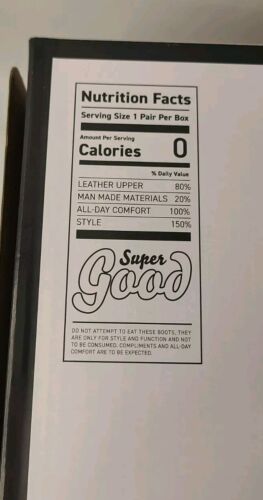 Nutrition Facts
Serving Size 1 Pair Per Box
Amount Per Serving
Calories 0
% Daily Value
LEATHER UPPER 80%
MAN MADE MATERIALS 20%
ALL-DAY COMFORT 100%
STYLE 150%
Super
Good
DO NOT ATTEMPT TO EAT THESE BOOTS, THEY
ARE ONLY FOR STYLE AND FUNCTION AND NOT
TO BE CONSUMED. COMPLIMENTS AND ALL-DAY
COMFORT ARE TO BE EXPECTED.